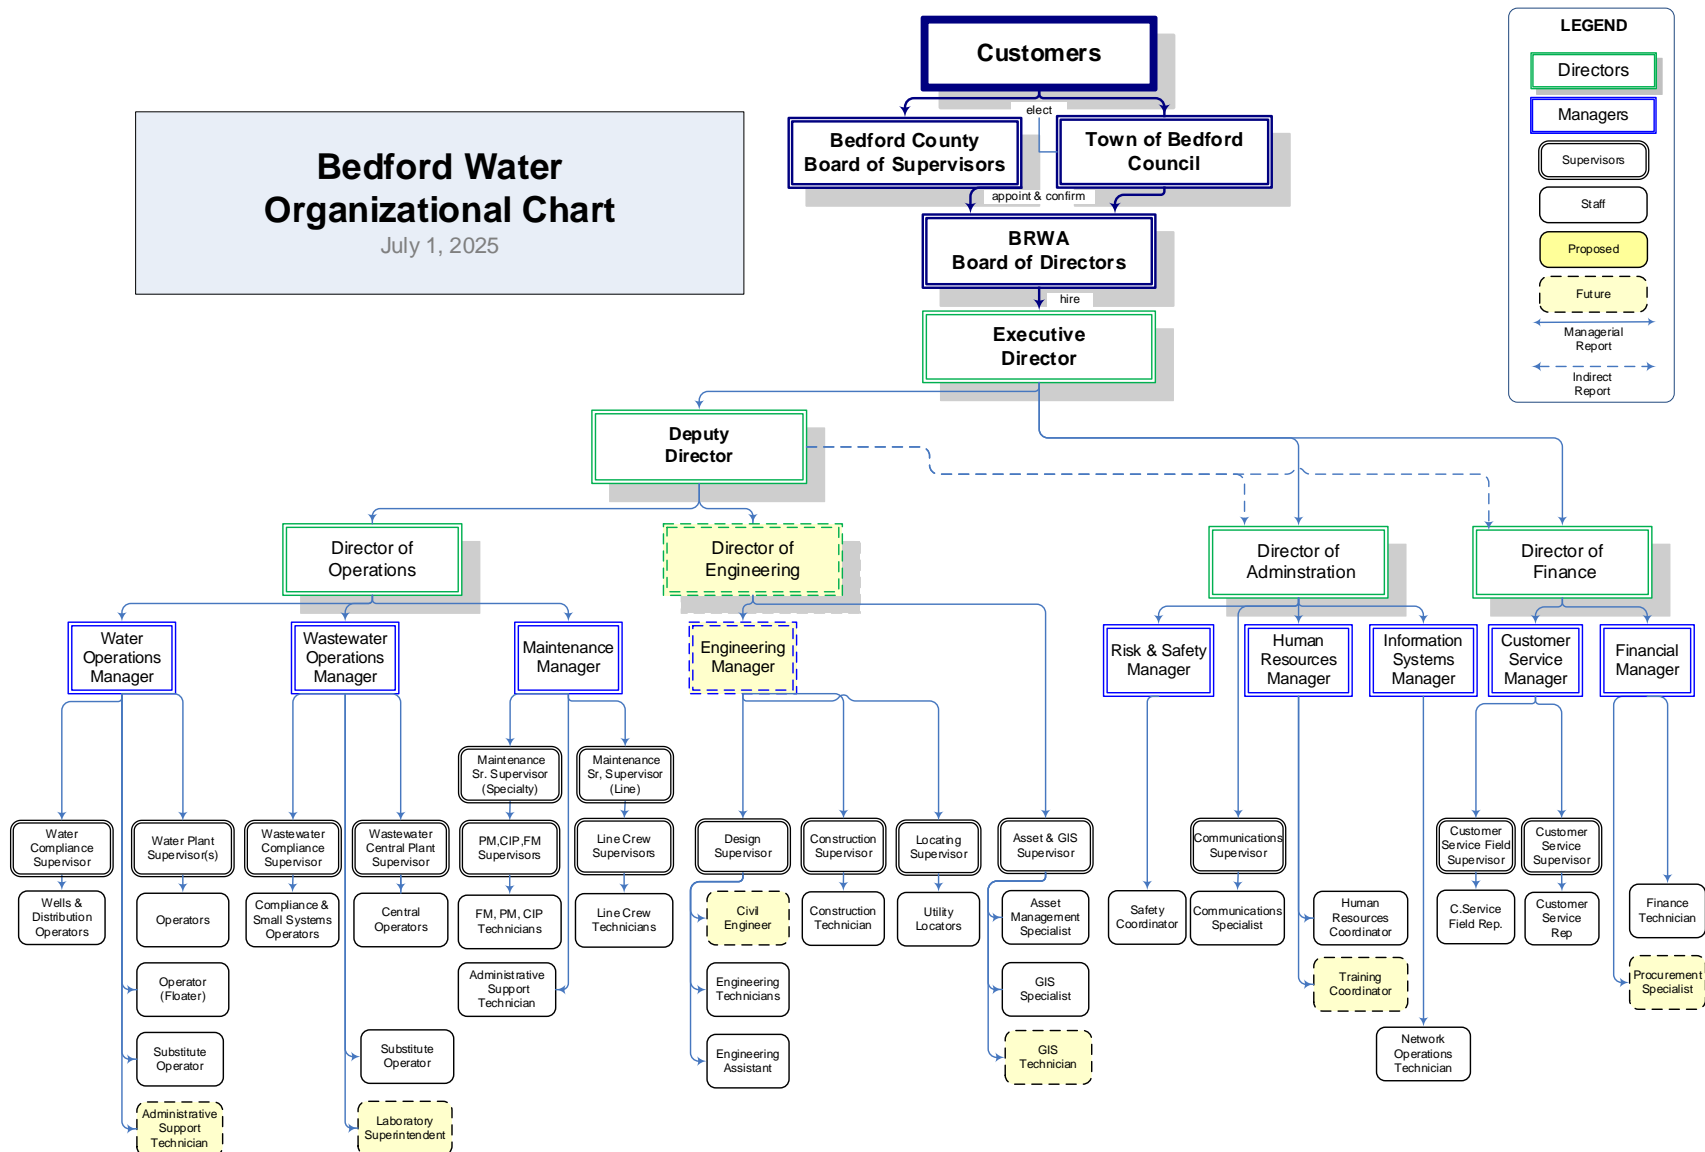 Customers
LEGEND
Directors
Managers
Supervisors
Staff
Proposed
Future
Managerial
Report
Indirect
Report
Bedford Water
Organizational Chart
July 1, 2025
elect
Bedford County
Board of Supervisors
Town of Bedford
Council
appoint & confirm
BRWA
Board of Directors
hire
Executive
Director
Deputy
Director
Director of
Operations
Director of
Engineering
Director of
Adminstration
Director of
Finance
Water
Operations
Manager
Wastewater
Operations
Manager
Maintenance
Manager
Engineering
Manager
Risk & Safety
Manager
Human
Resources
Manager
Information
Systems
Manager
Customer
Service
Manager
Financial
Manager
Maintenance
Sr. Supervisor
(Specialty)
Maintenance
Sr, Supervisor
(Line)
Water
Compliance
Supervisor
Water Plant
Supervisor(s)
Wastewater
Compliance
Supervisor
Wastewater
Central Plant
Supervisor
PM,CIP,FM
Supervisors
Line Crew
Supervisors
Design
Supervisor
Construction
Supervisor
Locating
Supervisor
Asset & GIS
Supervisor
Communications
Supervisor
Customer
Service Field
Supervisor
Customer
Service
Supervisor
Wells &
Distribution
Operators
Operators
Compliance &
Small Systems
Operators
Central
Operators
FM, PM, CIP
Technicians
Line Crew
Technicians
Civil
Engineer
Construction
Technician
Utility
Locators
Asset
Management
Specialist
Safety
Coordinator
Communications
Specialist
Human
Resources
Coordinator
C.Service
Field Rep.
Customer
Service
Rep
Finance
Technician
Operator
(Floater)
Administrative
Support
Technician
Engineering
Technicians
GIS
Specialist
Training
Coordinator
Procurement
Specialist
Substitute
Operator
Substitute
Operator
Engineering
Assistant
GIS
Technician
Network
Operations
Technician
Administrative
Support
Technician
Laboratory
Superintendent